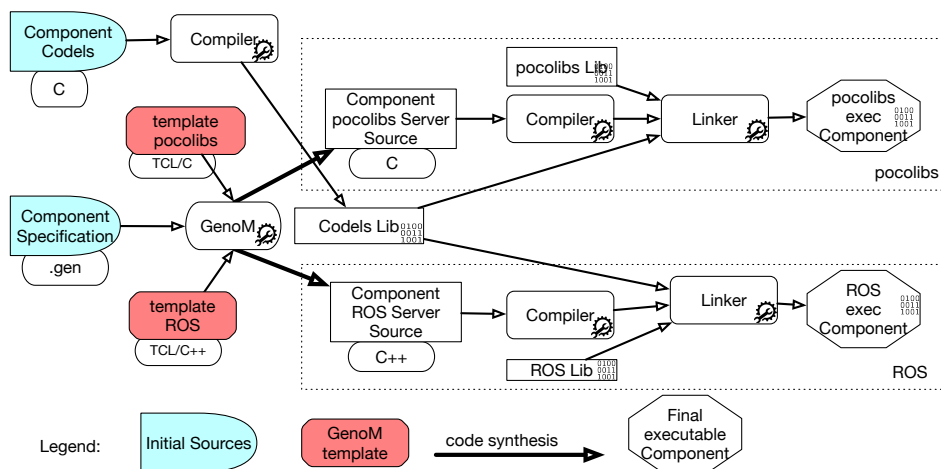 Component
Codels
C
Compiler
template
pocolibs
TCL/C
Component
pocolibs Server
Source
C
pocolibs Lib
0100
0011
1001
Compiler
Linker
pocolibs
exec
Component
0100
0011
1001
pocolibs
Component
Specification
.gen
GenoM
Codels Lib
0100
0011
1001
template
ROS
TCL/C++
Component
ROS Server
Source
C++
Compiler
ROS Lib
0100
0011
1001
Linker
ROS
exec
Component
0100
0011
1001
ROS
Legend:
Initial Sources
GenoM
template
code synthesis
Final
executable
Component